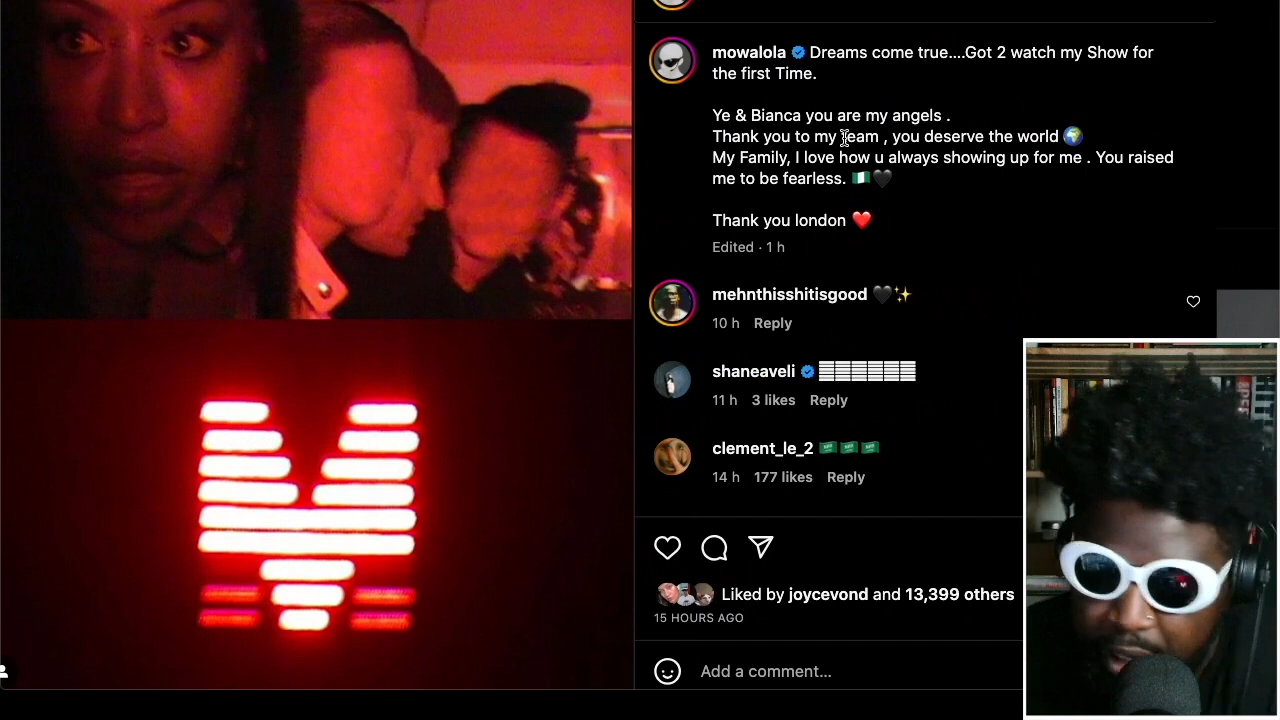 mowalola Dreams come true....Got 2 watch my Show for
the first Time.
Ye & Bianca you are my angels .
Thank you to my team , you deserve the world 🌍
My Family, I love how u always showing up for me . You raised
me to be fearless. 🇳🇬🖤
Thank you london ❤️
Edited · 1 h
mehnthisshitisgood 🖤✨
10 h Reply
shaneaveli
11 h 3 likes Reply
clement_le_2 🇸🇦🇸🇦🇸🇦
14 h 177 likes Reply
Liked by joycevond and 13,399 others
15 HOURS AGO
Add a comment...